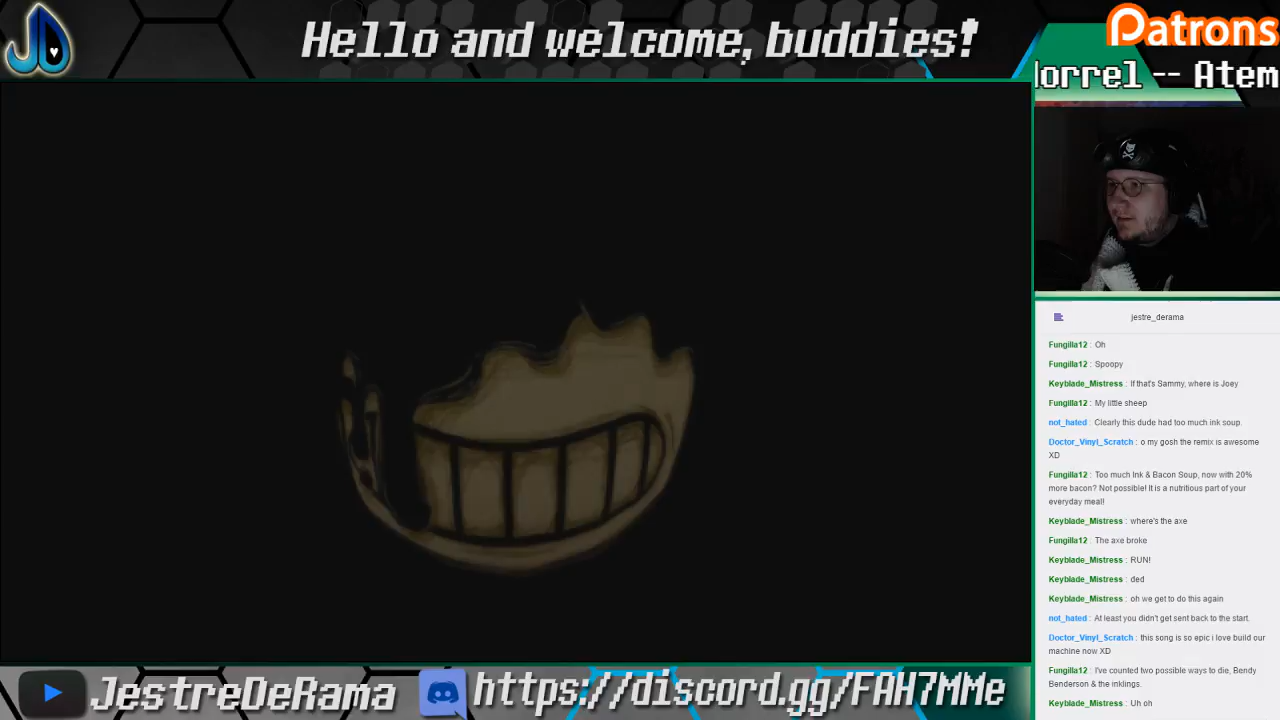 Hello and welcome, buddies!
Patrons
orrel -- Atem
jestre_derama
Fungilla12 : Oh
Fungilla12 : Spoopy
Keyblade_Mistress : If that's Sammy, where is Joey
Fungilla12 : My little sheep
not_hated : Clearly this dude had too much ink soup.
Doctor_Vinyl_Scratch : o my gosh the remix is awesome
XD
Fungilla12 : Too much Ink & Bacon Soup, now with 20%
more bacon? Not possible! It is a nutritious part of your
everyday meal!
Keyblade_Mistress : where's the axe
Fungilla12 : The axe broke
Keyblade_Mistress : RUN!
Keyblade_Mistress : ded
Keyblade_Mistress : oh we get to do this again
not_hated : At least you didn't get sent back to the start.
Doctor_Vinyl_Scratch : this song is so epic i love build our
machine now XD
Fungilla12 : I've counted two possible ways to die, Bendy
Benderson & the inklings.
Keyblade_Mistress : Uh oh
JestreDeRama
https://discord.gg/FAH7MMe